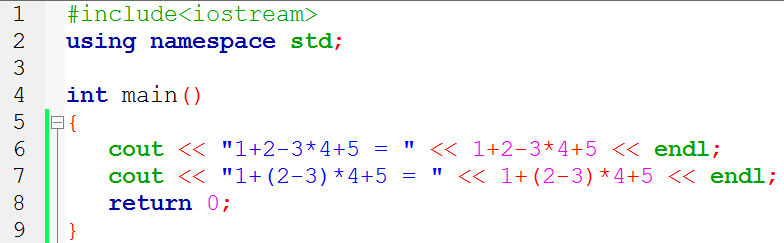 1 #include<iostream>
2 using namespace std;
3
4 int main()
5 {
6 cout << "1+2-3*4+5 = " << 1+2-3*4+5 << endl;
7 cout << "1+(2-3)*4+5 = " << 1+(2-3)*4+5 << endl;
8 return 0;
9 }